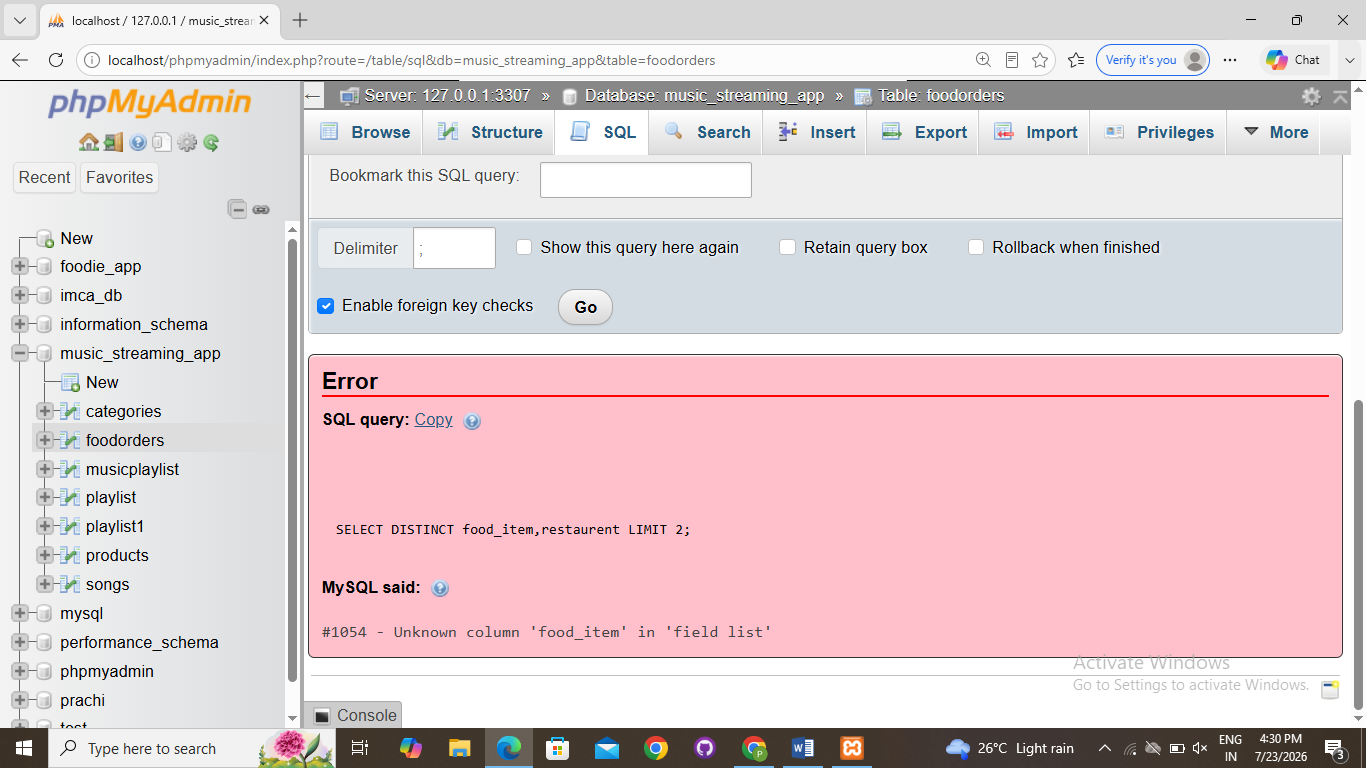 localhost / 127.0.0.1 / music_strear
localhost/phpmyadmin/index.php?route=/table/sql&db=music_streaming_app&table=foodorders
Verify it's you
Chat
phpMyAdmin
Recent Favorites
New
foodie_app
imca_db
information_schema
music_streaming_app
New
categories
foodorders
musicplaylist
playlist
playlist1
products
songs
mysql
performance_schema
phpmyadmin
prachi
Server: 127.0.0.1:3307 » Database: music_streaming_app » Table: foodorders
Browse Structure SQL Search Insert Export Import Privileges More
Bookmark this SQL query:
Delimiter ; Show this query here again Retain query box Rollback when finished
Enable foreign key checks Go
Error
SQL query: Copy
SELECT DISTINCT food_item,restaurent LIMIT 2;
MySQL said:
#1054 - Unknown column 'food_item' in 'field list'
Activate Windows
Go to Settings to activate Windows.
Console
Type here to search
26°C Light rain
ENG
IN
4:30 PM
7/23/2026
3